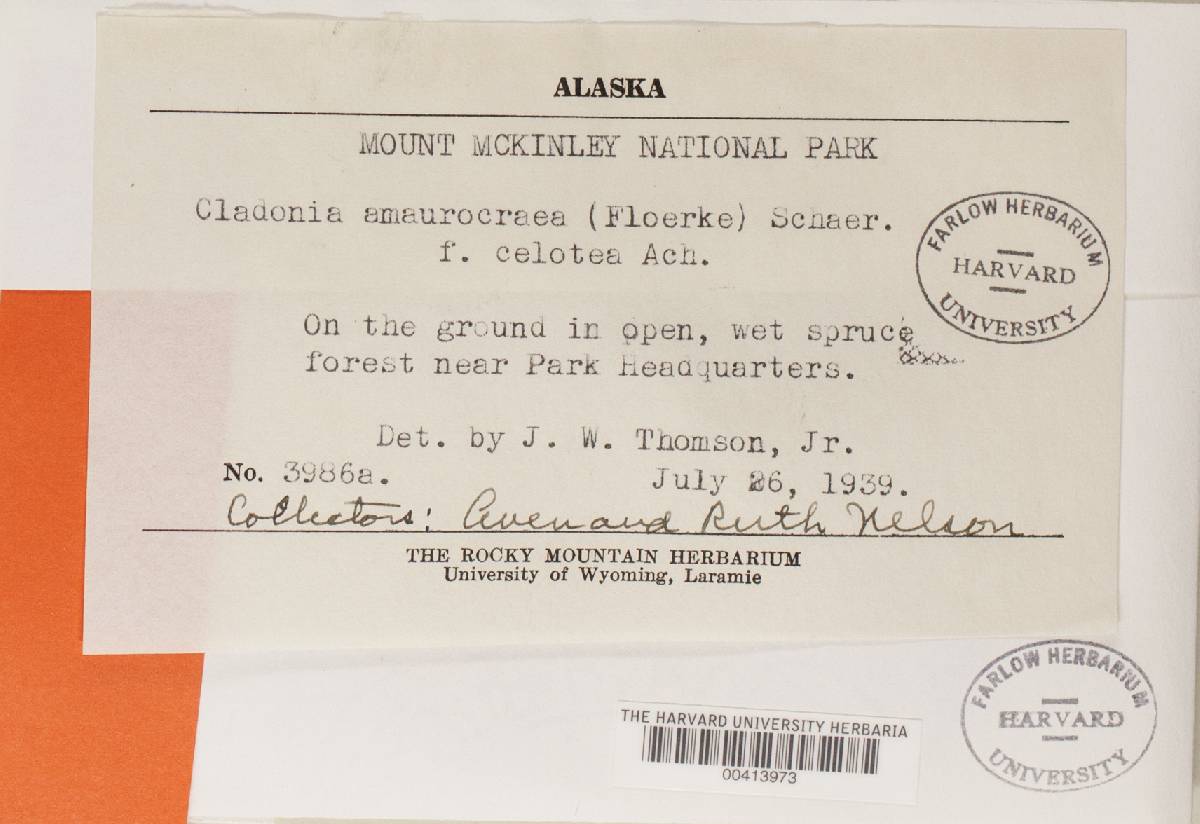 ALASKA
MOUNT MCKINLEY NATIONAL PARK
Cladonia amaurocraea (Floerke) Schaer.
f. celotea Ach.
FARLOW HERBARIUM
HARVARD
UNIVERSITY
On the ground in open, wet spruce
forest near Park Headquarters.
Det. by J. W. Thomson, Jr.
No. 3986a. July 26, 1939.
Collectors: Aven and Ruth Nelson
THE ROCKY MOUNTAIN HERBARIUM
University of Wyoming, Laramie
FARLOW HERBARIUM
HARVARD
UNIVERSITY
THE HARVARD UNIVERSITY HERBARIA
00413973